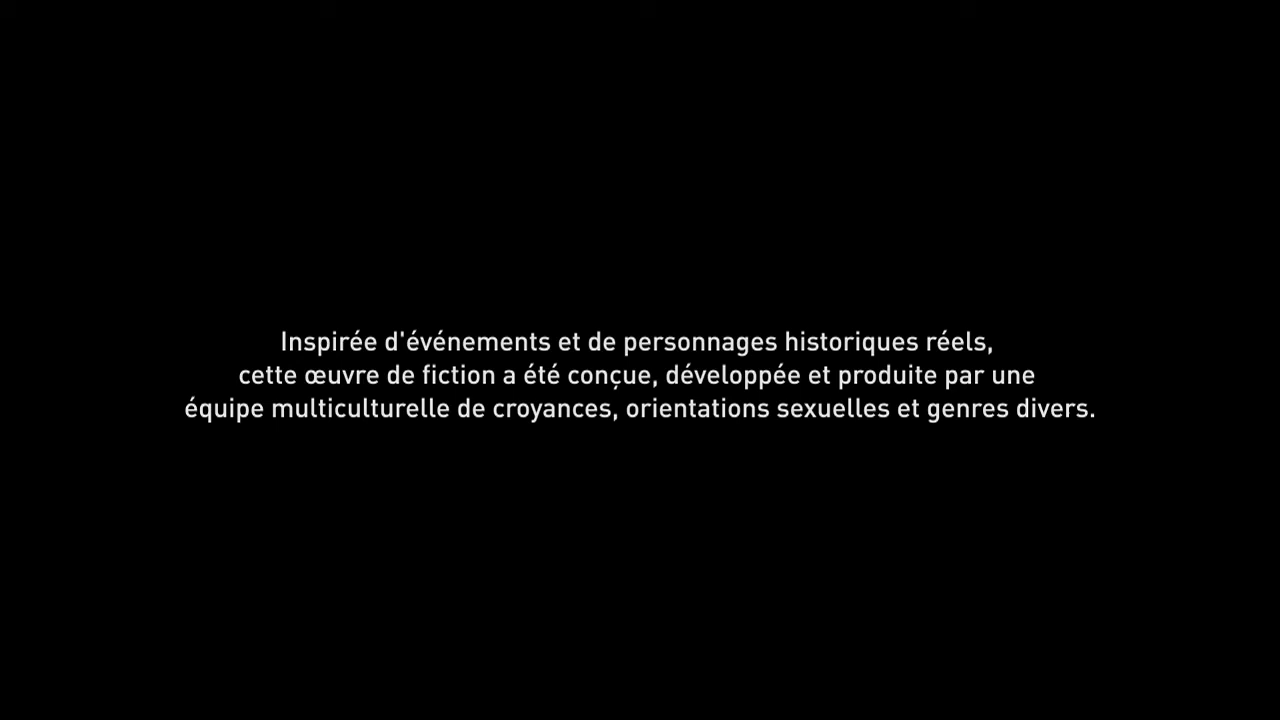 Inspirée d'événements et de personnages historiques réels,
cette œuvre de fiction a été conçue, développée et produite par une
équipe multiculturelle de croyances, orientations sexuelles et genres divers.